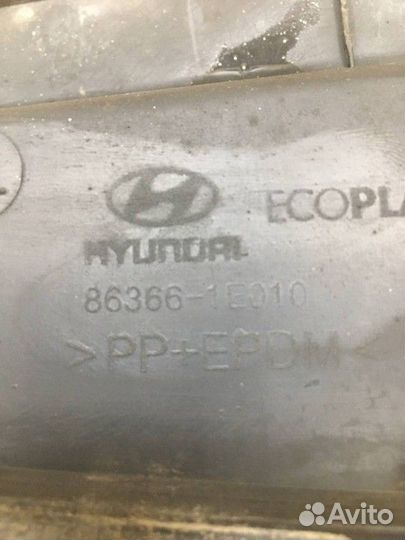 ECOPLA
HYUNDAI
86366-1E010
>PP+EPDM<
Avito